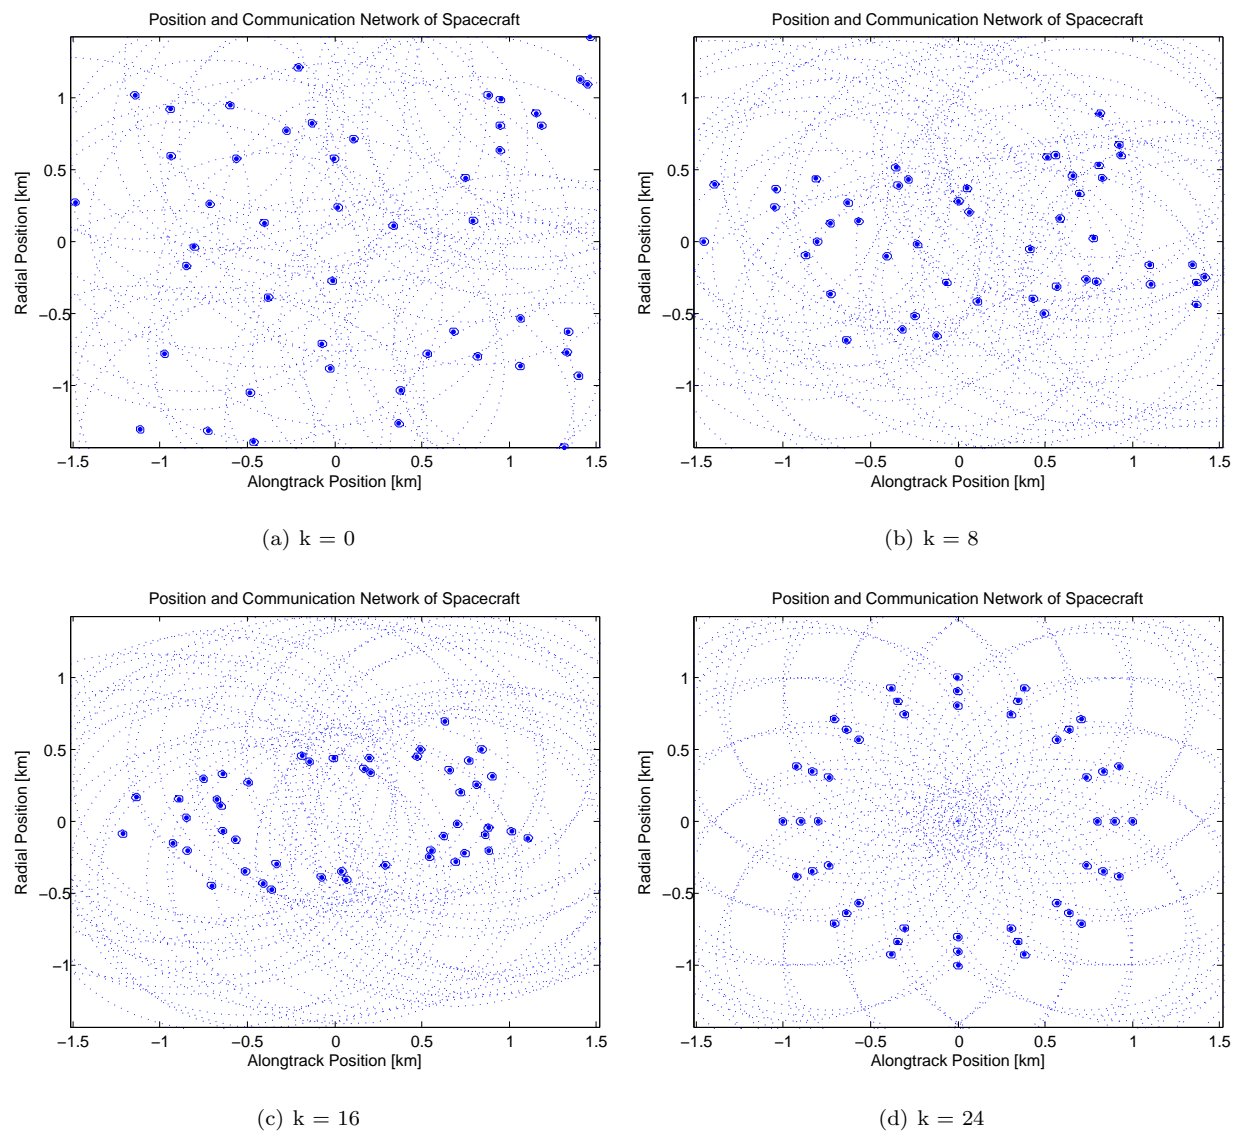 Position and Communication Network of Spacecraft
Radial Position [km]
1
0.5
0
−0.5
−1
−1.5 −1 −0.5 0 0.5 1 1.5
Alongtrack Position [km]
(a) k = 0
Position and Communication Network of Spacecraft
Radial Position [km]
1
0.5
0
−0.5
−1
−1.5 −1 −0.5 0 0.5 1 1.5
Alongtrack Position [km]
(b) k = 8
Position and Communication Network of Spacecraft
Radial Position [km]
1
0.5
0
−0.5
−1
−1.5 −1 −0.5 0 0.5 1 1.5
Alongtrack Position [km]
(c) k = 16
Position and Communication Network of Spacecraft
Radial Position [km]
1
0.5
0
−0.5
−1
−1.5 −1 −0.5 0 0.5 1 1.5
Alongtrack Position [km]
(d) k = 24